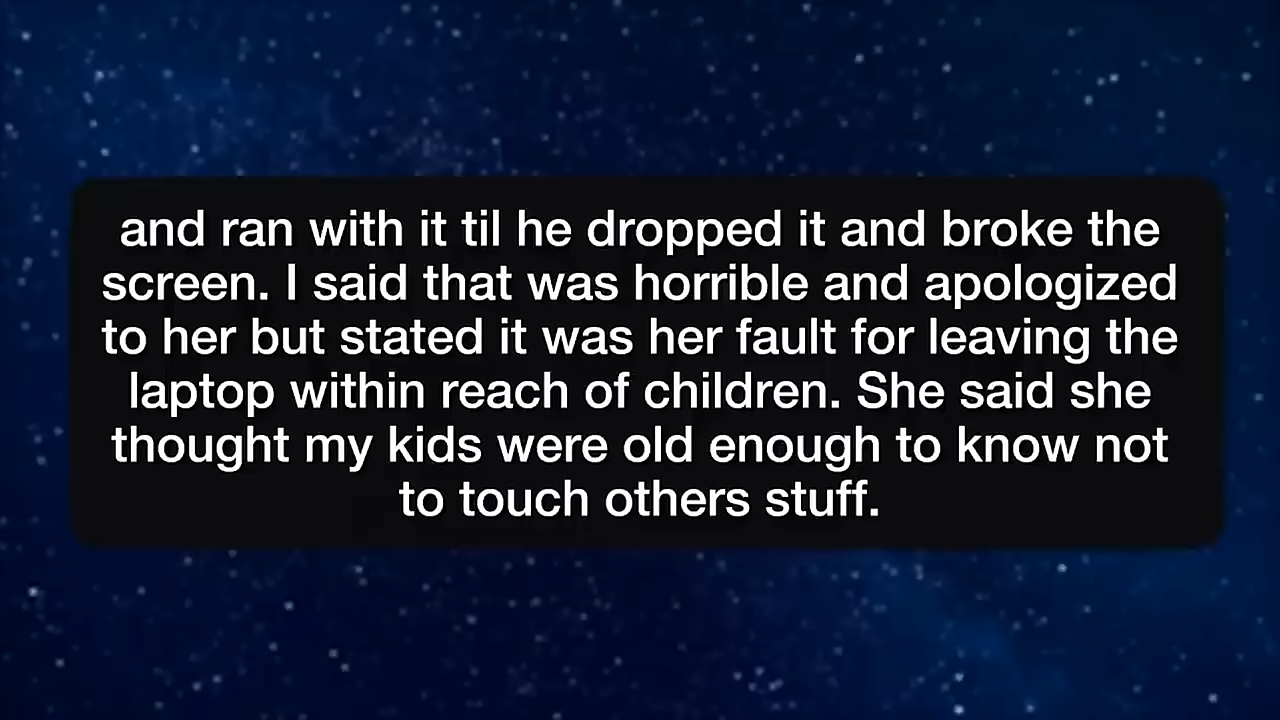 and ran with it til he dropped it and broke the
screen. I said that was horrible and apologized
to her but stated it was her fault for leaving the
laptop within reach of children. She said she
thought my kids were old enough to know not
to touch others stuff.